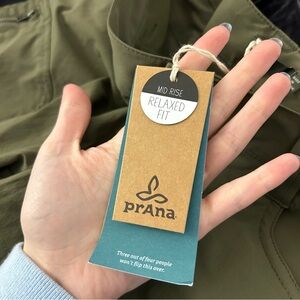 MID RISE
RELAXED
FIT
prAna
Three out of four people
won't flip this over.